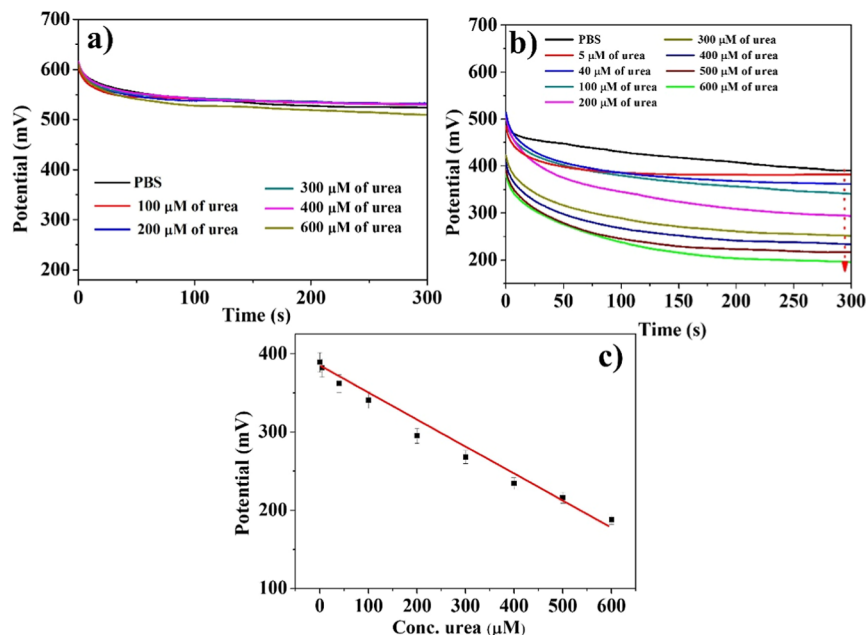 a)
700
600
500
400
300
200
Potential (mV)
PBS
100 μM of urea
200 μM of urea
300 μM of urea
400 μM of urea
600 μM of urea
0 100 200 300
Time (s)
b)
700
600
500
400
300
200
Potential (mV)
PBS
5 μM of urea
40 μM of urea
100 μM of urea
200 μM of urea
300 μM of urea
400 μM of urea
500 μM of urea
600 μM of urea
0 50 100 150 200 250 300
Time (s)
c)
400
300
200
100
Potential (mV)
0 100 200 300 400 500 600
Conc. urea (μM)